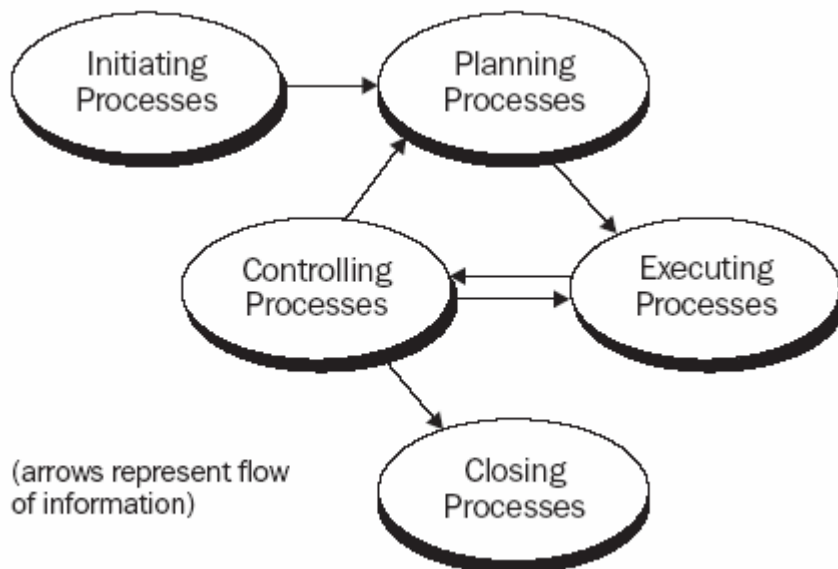 Initiating
Processes
Planning
Processes
Controlling
Processes
Executing
Processes
(arrows represent flow
of information)
Closing
Processes